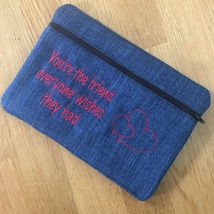 You're the friend
everyone wishes
they had